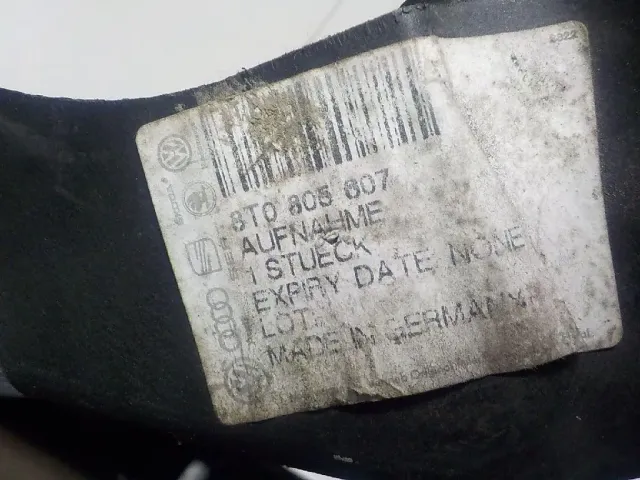 8T0 805 607
AUFNAHME
1 STUECK
EXPIRY DATE NONE
LOT:
MADE IN GERMANY